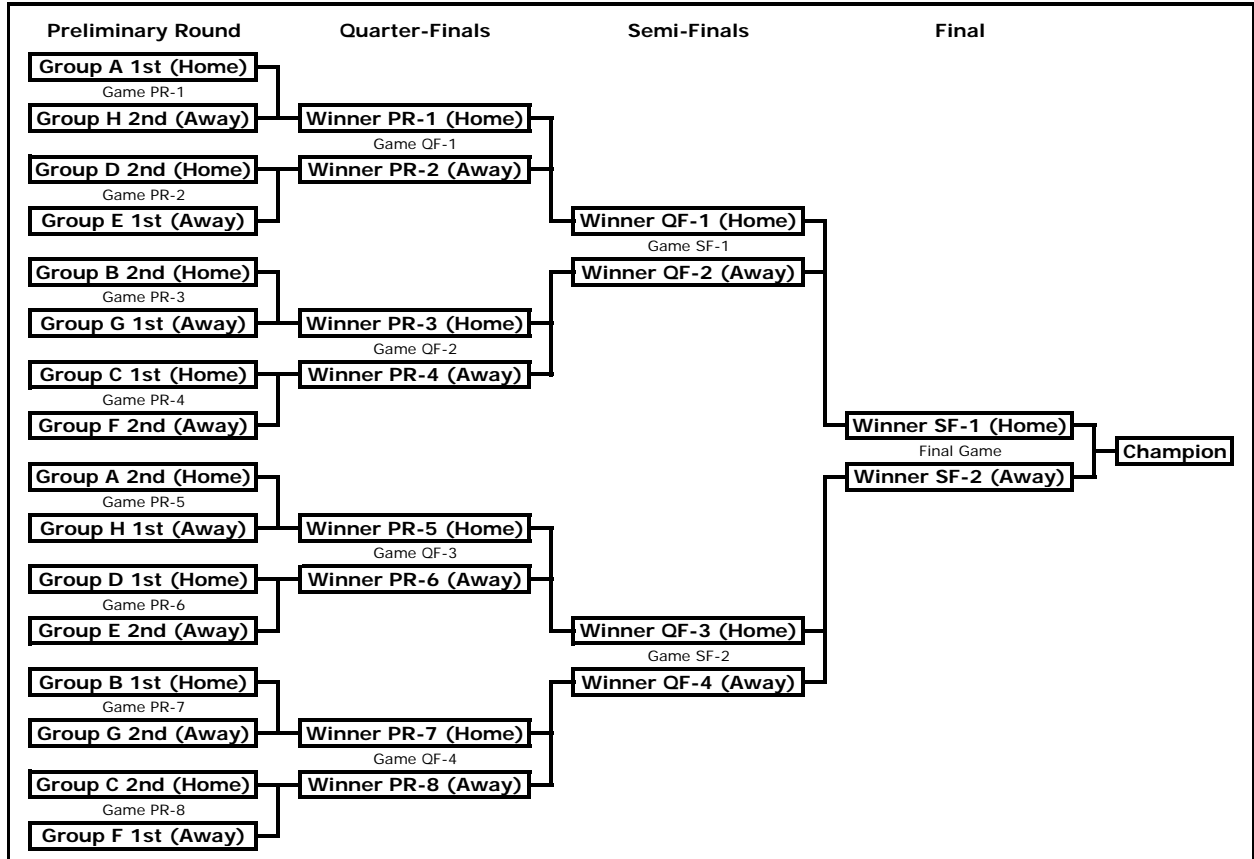 Preliminary Round
Quarter-Finals
Semi-Finals
Final
Group A 1st (Home)
Game PR-1
Group H 2nd (Away)
Group D 2nd (Home)
Game PR-2
Group E 1st (Away)
Group B 2nd (Home)
Game PR-3
Group G 1st (Away)
Group C 1st (Home)
Game PR-4
Group F 2nd (Away)
Group A 2nd (Home)
Game PR-5
Group H 1st (Away)
Group D 1st (Home)
Game PR-6
Group E 2nd (Away)
Group B 1st (Home)
Game PR-7
Group G 2nd (Away)
Group C 2nd (Home)
Game PR-8
Group F 1st (Away)
Winner PR-1 (Home)
Game QF-1
Winner PR-2 (Away)
Winner PR-3 (Home)
Game QF-2
Winner PR-4 (Away)
Winner PR-5 (Home)
Game QF-3
Winner PR-6 (Away)
Winner PR-7 (Home)
Game QF-4
Winner PR-8 (Away)
Winner QF-1 (Home)
Game SF-1
Winner QF-2 (Away)
Winner QF-3 (Home)
Game SF-2
Winner QF-4 (Away)
Winner SF-1 (Home)
Final Game
Winner SF-2 (Away)
Champion